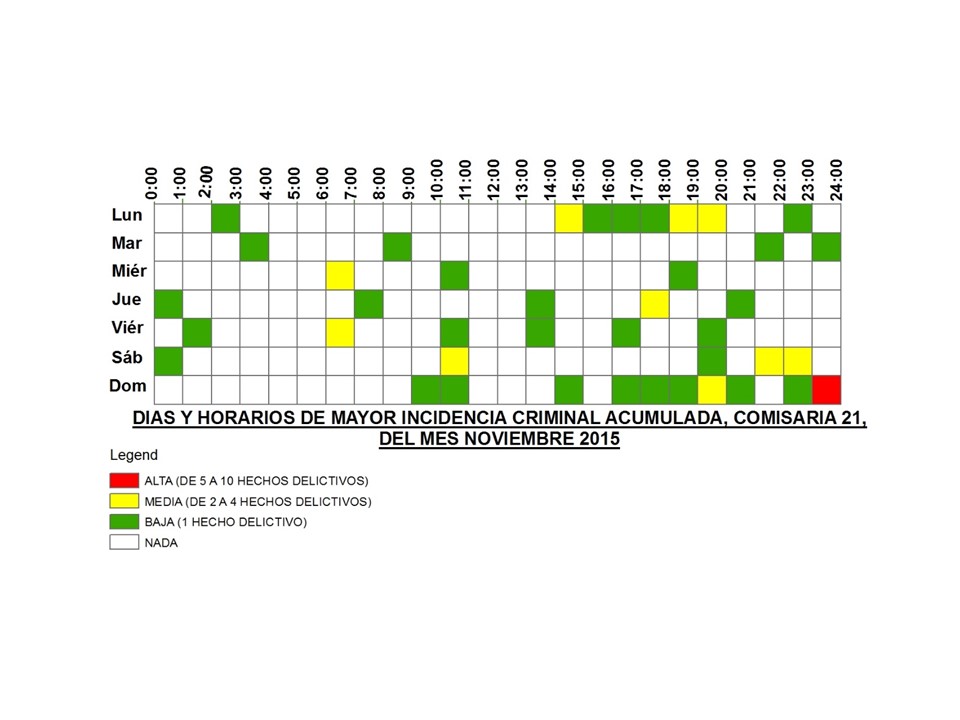 0:00 1:00 2:00 3:00 4:00 5:00 6:00 7:00 8:00 9:00 10:00 11:00 12:00 13:00 14:00 15:00 16:00 17:00 18:00 19:00 20:00 21:00 22:00 23:00 24:00
Lun
Mar
Miér
Jue
Viér
Sáb
Dom
DIAS Y HORARIOS DE MAYOR INCIDENCIA CRIMINAL ACUMULADA, COMISARIA 21,
DEL MES NOVIEMBRE 2015
Legend
ALTA (DE 5 A 10 HECHOS DELICTIVOS)
MEDIA (DE 2 A 4 HECHOS DELICTIVOS)
BAJA (1 HECHO DELICTIVO)
NADA